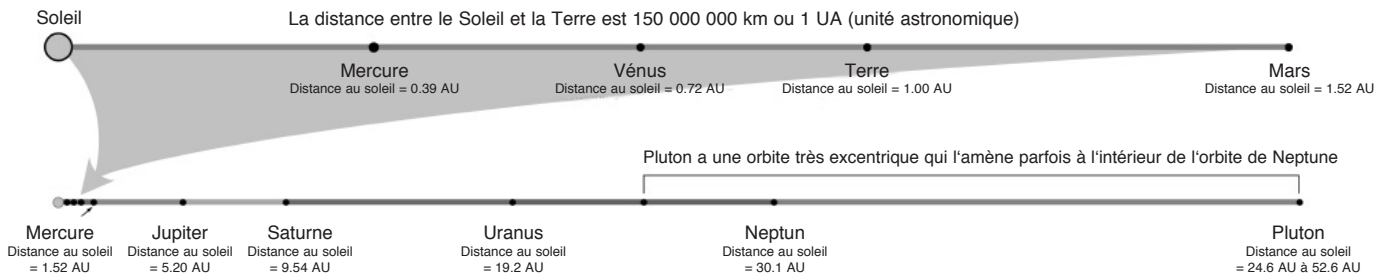 Soleil
La distance entre le Soleil et la Terre est 150 000 000 km ou 1 UA (unité astronomique)
Mercure
Distance au soleil = 0.39 AU
Vénus
Distance au soleil = 0.72 AU
Terre
Distance au soleil = 1.00 AU
Mars
Distance au soleil = 1.52 AU
Pluton a une orbite très excentrique qui l‘amène parfois à l‘intérieur de l‘orbite de Neptune
Mercure
Distance au soleil
= 1.52 AU
Jupiter
Distance au soleil
= 5.20 AU
Saturne
Distance au soleil
= 9.54 AU
Uranus
Distance au soleil
= 19.2 AU
Neptun
Distance au soleil
= 30.1 AU
Pluton
Distance au soleil
= 24.6 AU à 52.6 AU